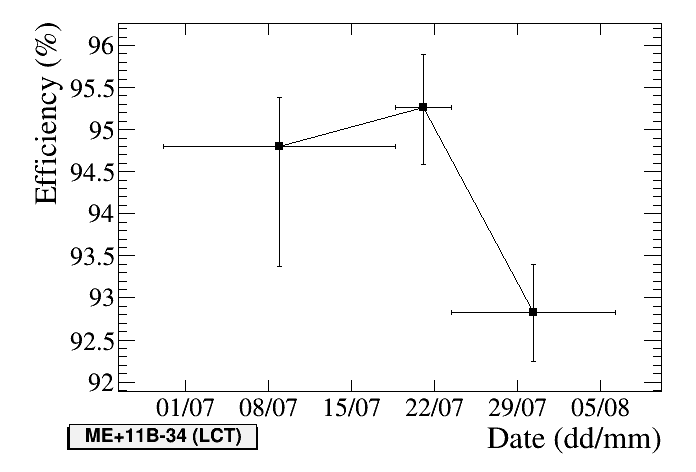 Efficiency (%)
96
95.5
95
94.5
94
93.5
93
92.5
92
01/07 08/07 15/07 22/07 29/07 05/08
ME+11B-34 (LCT)
Date (dd/mm)